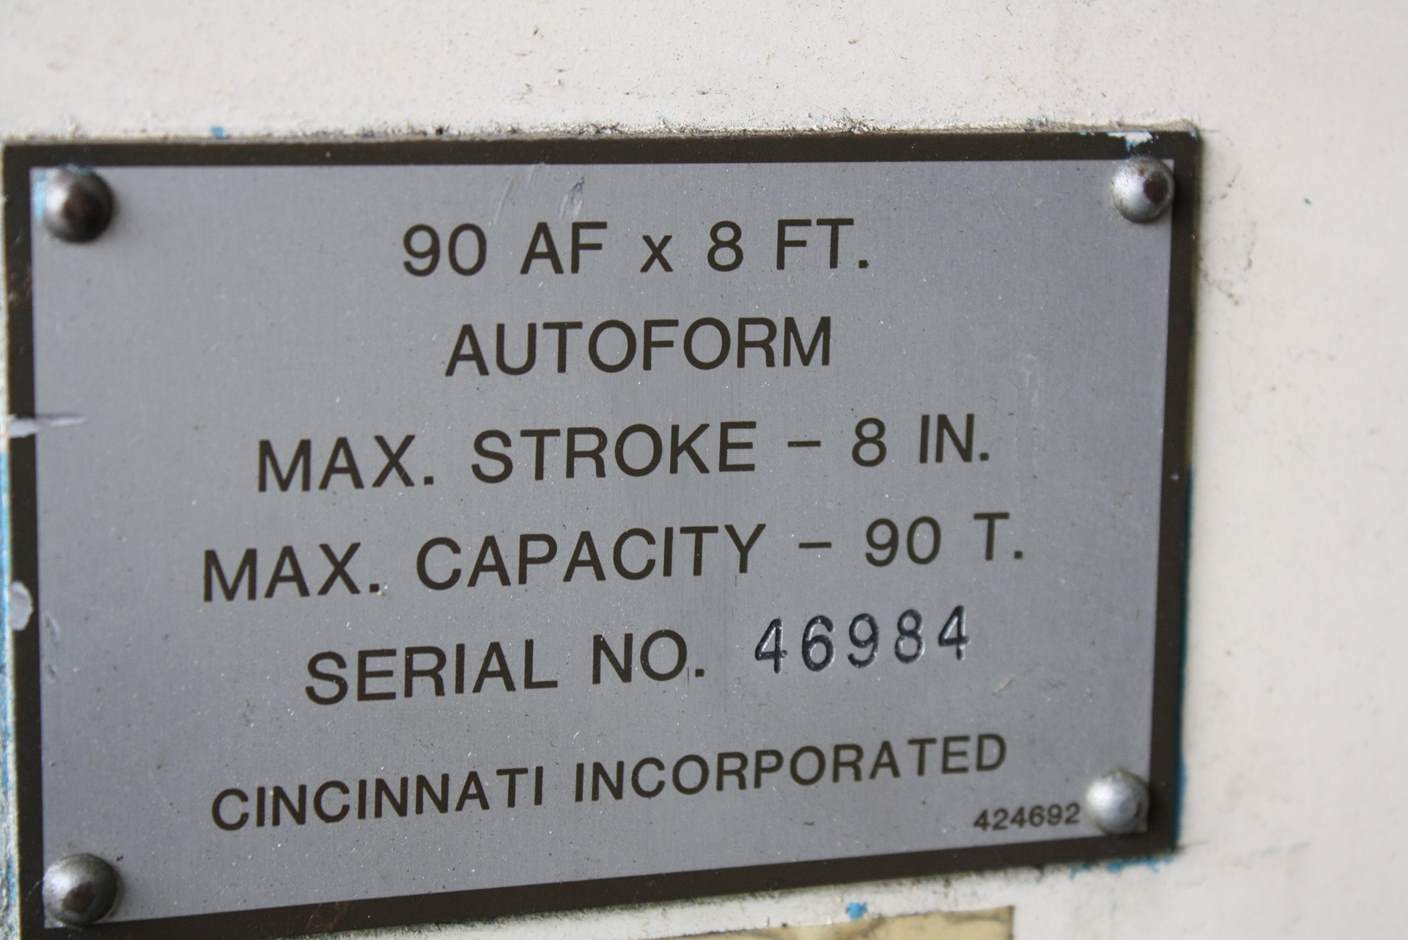 90 AF x 8 FT.
AUTOFORM
MAX. STROKE – 8 IN.
MAX. CAPACITY – 90 T.
SERIAL NO. 46984
CINCINNATI INCORPORATED
424692